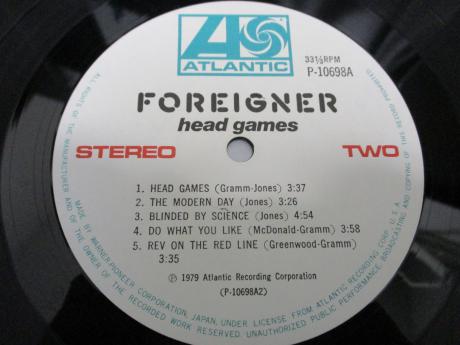 ATLANTIC
33⅓RPM
P-10698A
FOREIGNER
head games
STEREO TWO
1. HEAD GAMES (Gramm-Jones) 3:37
2. THE MODERN DAY (Jones) 3:26
3. BLINDED BY SCIENCE (Jones) 4:54
4. DO WHAT YOU LIKE (McDonald-Gramm) 3:58
5. REV ON THE RED LINE (Greenwood-Gramm)
3:35
Ⓟ 1979 Atlantic Recording Corporation
(P-10698A2)
MADE BY WARNER-PIONEER CORPORATION, JAPAN, UNDER LICENSE FROM ATLANTIC RECORDING CORP. U.S.A.
ALL RIGHTS OF THE MANUFACTURER AND OF THE OWNER OF THE RECORDED WORK RESERVED. UNAUTHORIZED PUBLIC PERFORMANCE, BROADCASTING AND COPYING OF THIS RECORD PROHIBITED